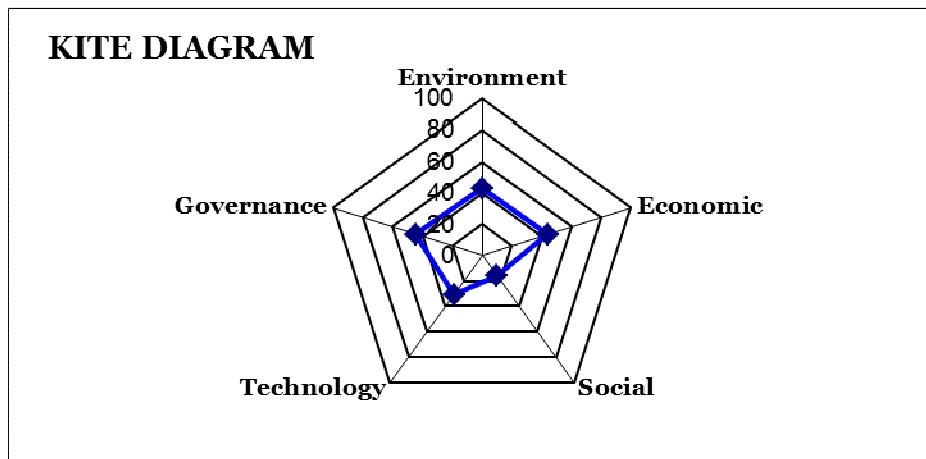 KITE DIAGRAM
Environment
100
80
60
40
20
0
Governance
Economic
Technology
Social